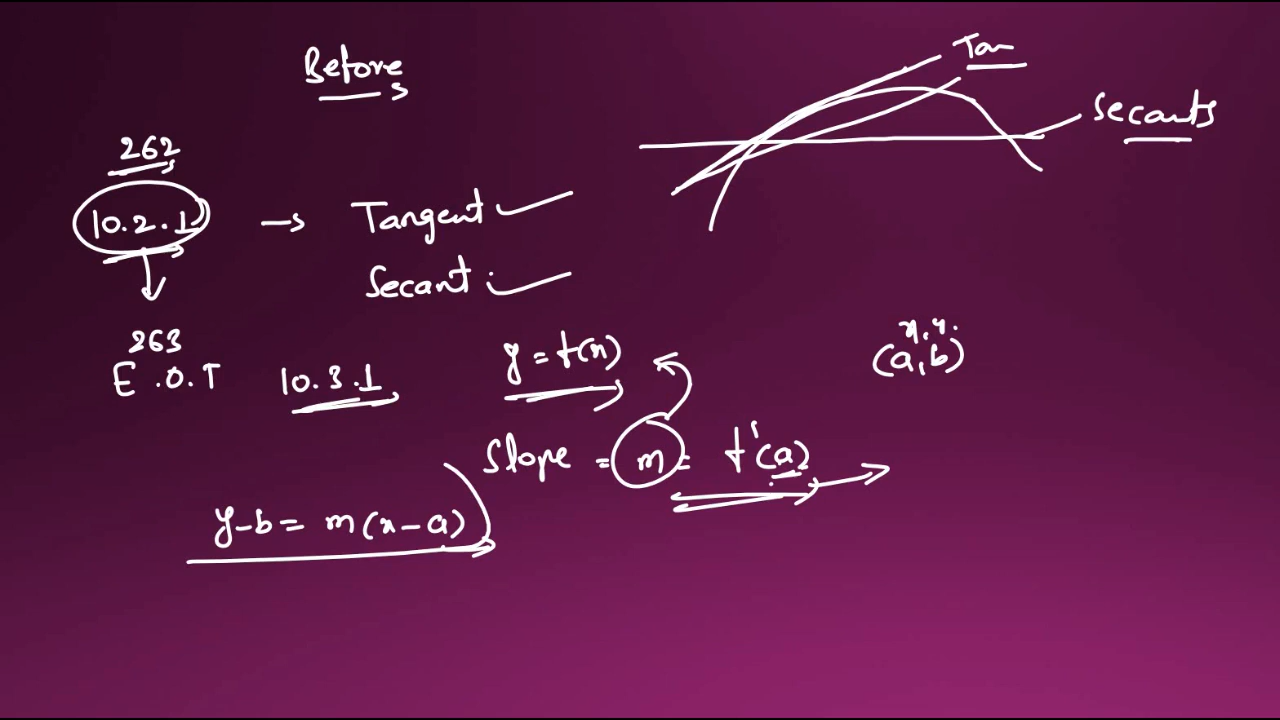 Before
Tan
Secants
262
10.2.1 → Tangent
Secant
263
E.O.T 10.3.1
y = f(x)
x, y.
(a, b)
Slope = m = f'(a)
y-b = m(x-a)